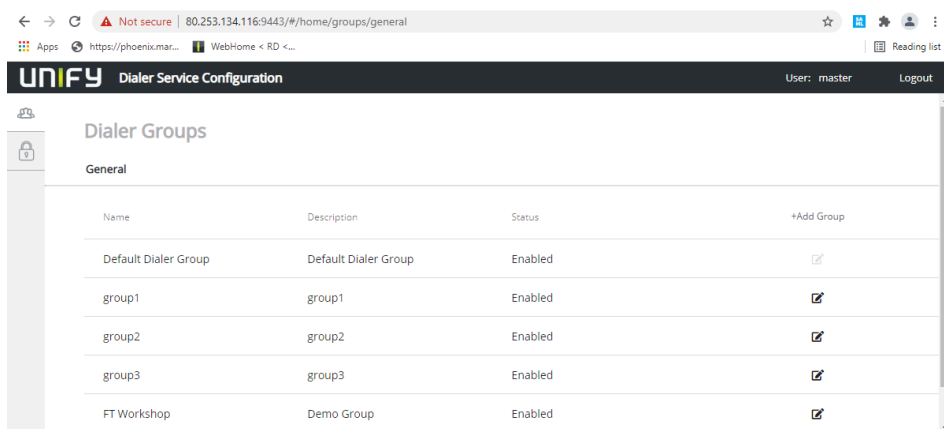 Not secure | 80.253.134.116:9443/#/home/groups/general
Apps https://phoenix.mar... WebHome < RD <... Reading list
UNIFY Dialer Service Configuration User: master Logout
Dialer Groups
General
Name Description Status +Add Group
Default Dialer Group Default Dialer Group Enabled
group1 group1 Enabled
group2 group2 Enabled
group3 group3 Enabled
FT Workshop Demo Group Enabled